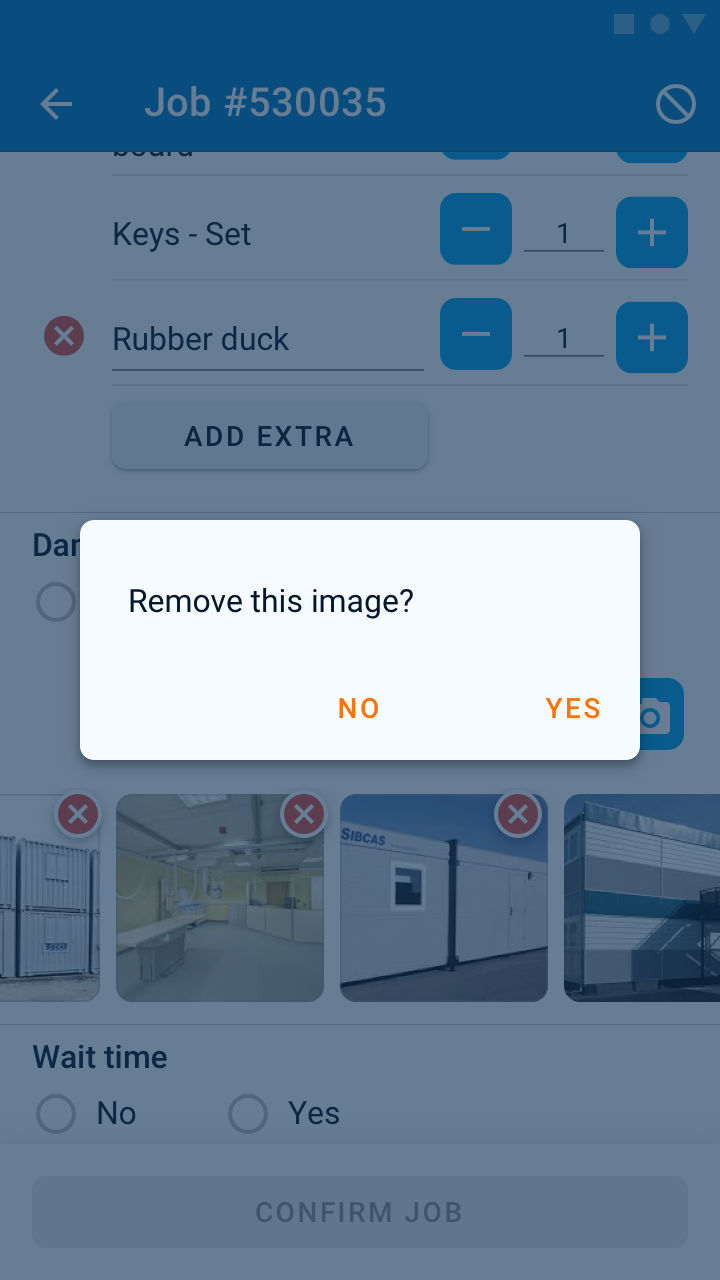 Job #530035
board
Keys - Set
1
Rubber duck
1
ADD EXTRA
Remove this image?
NO
YES
SIBCAS
Wait time
No
Yes
CONFIRM JOB